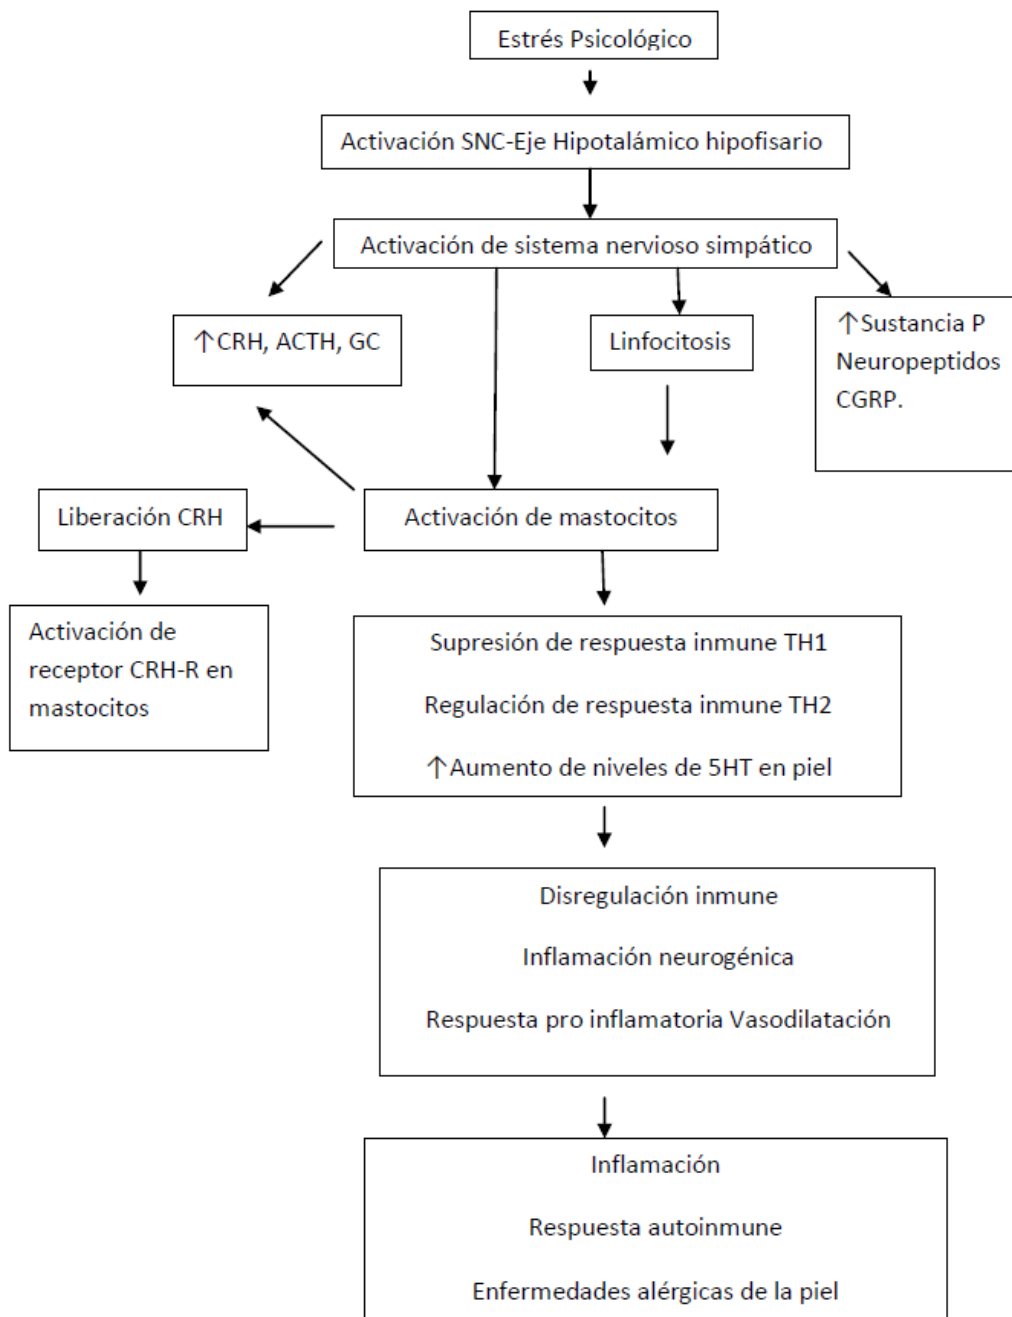 Estrés Psicológico
Activación SNC-Eje Hipotalámico hipofisario
Activación de sistema nervioso simpático
↑CRH, ACTH, GC
Linfocitosis
↑Sustancia P
Neuropeptidos
CGRP.
Liberación CRH
Activación de mastocitos
Activación de
receptor CRH-R en
mastocitos
Supresión de respuesta inmune TH1
Regulación de respuesta inmune TH2
↑Aumento de niveles de 5HT en piel
Disregulación inmune
Inflamación neurogénica
Respuesta pro inflamatoria Vasodilatación
Inflamación
Respuesta autoinmune
Enfermedades alérgicas de la piel